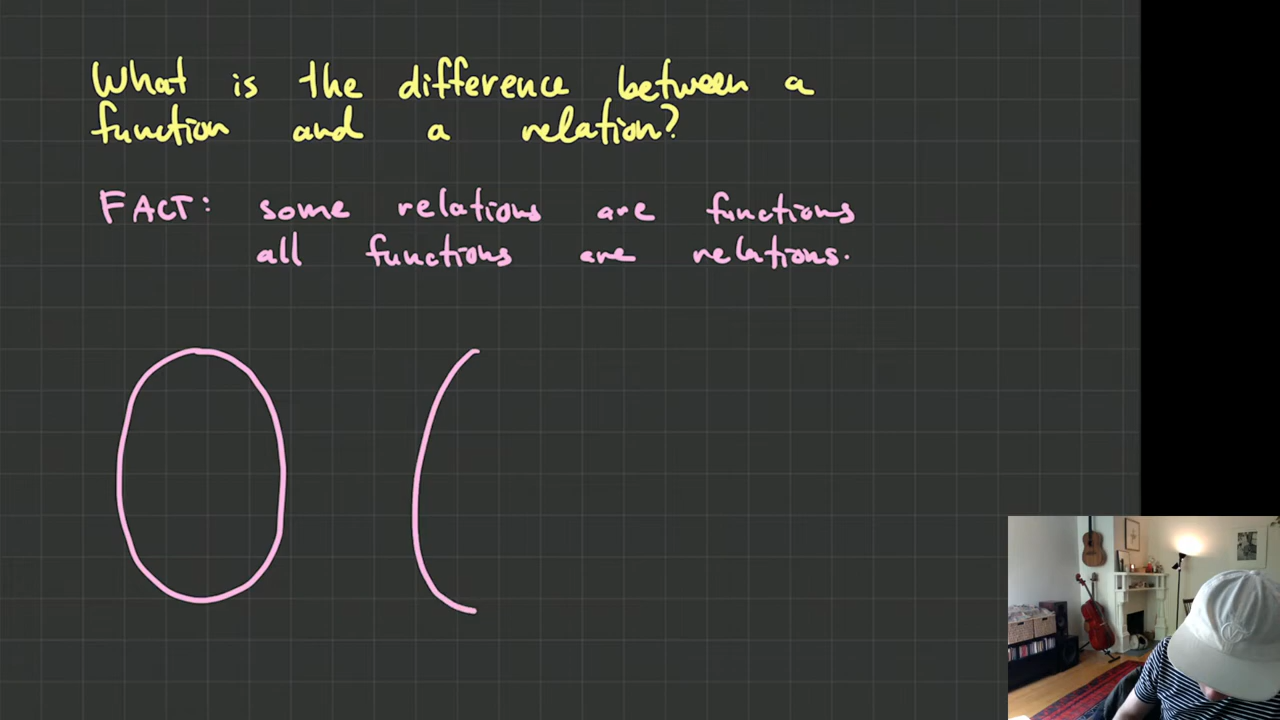 What is the difference between a
function and a relation?
FACT: some relations are functions
all functions are relations.